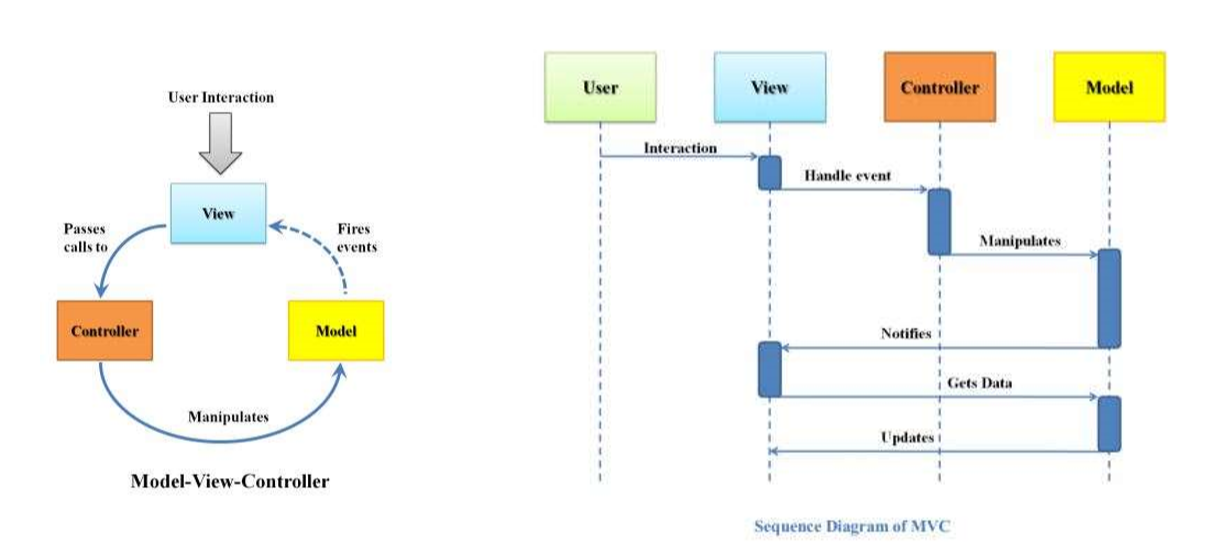 User Interaction
View
Passes
calls to
Fires
events
Controller
Model
Manipulates
Model-View-Controller
User
View
Controller
Model
Interaction
Handle event
Manipulates
Notifies
Gets Data
Updates
Sequence Diagram of MVC